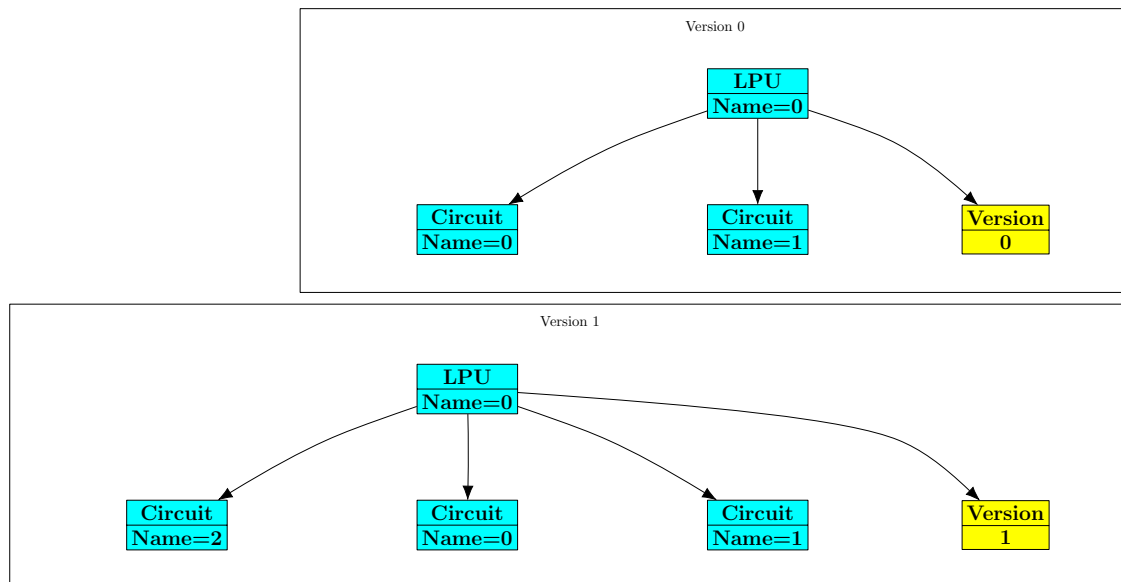 Version 0
LPU
Name=0
Circuit
Name=0
Circuit
Name=1
Version
0
Version 1
LPU
Name=0
Circuit
Name=2
Circuit
Name=0
Circuit
Name=1
Version
1